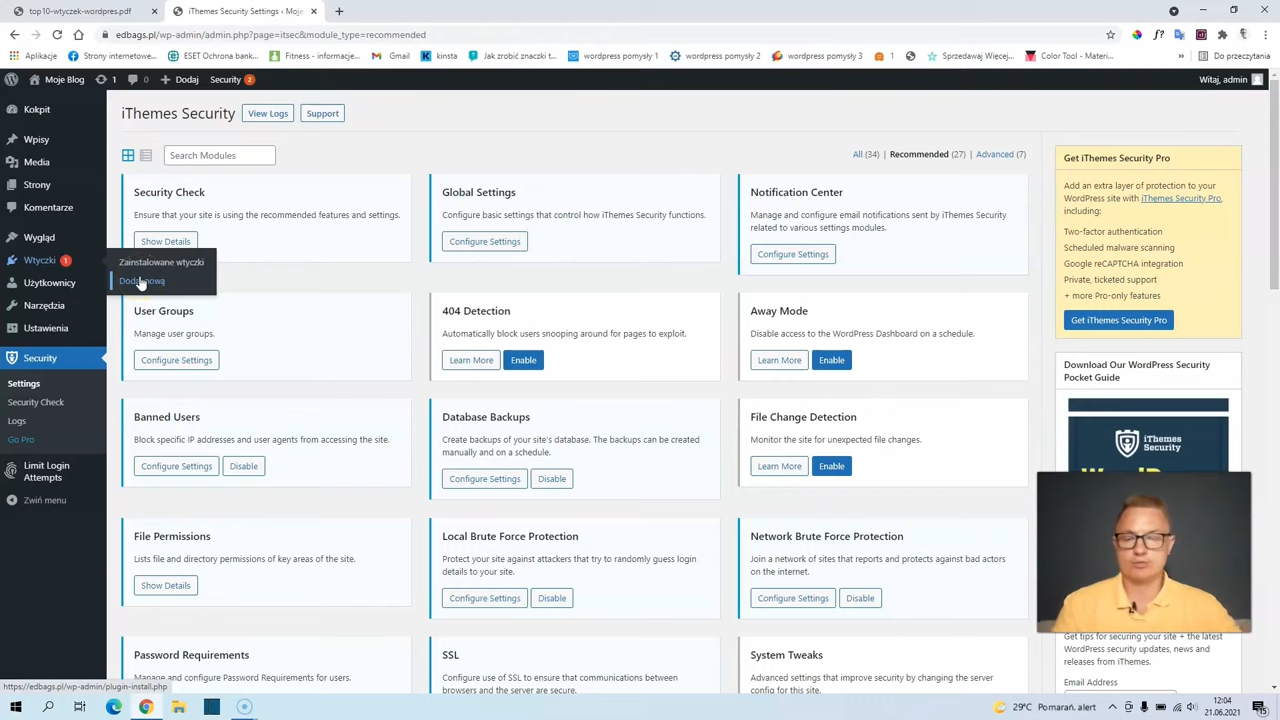 top10-wtyczek-wordpres.pdf
iThemes Security Settings ‹ Moje
edbags.pl/wp-admin/admin.php?page=itsec&module_type=recommended
Aplikacje
Strony internetowe...
ESET Ochrona bank...
Fitness - informacje...
Gmail
kinsta
Jak zrobić znaczki t...
wordpress pomysły 1
wordpress pomysły 2
wordpress pomysły 3
1
Sprzedawaj Więcej...
Color Tool - Materi...
»
Do przeczytania
Moje Blog
1
0
Dodaj
Security 2
Witaj, admin
Kokpit
Wpisy
Media
Strony
Komentarze
Wygląd
Wtyczki 1
Użytkownicy
Narzędzia
Ustawienia
Security
Settings
Security Check
Logs
Go Pro
Limit Login
Attempts
Zwiń menu
Zainstalowane wtyczki
iThemes Security
View Logs
Support
Search Modules
All (34) | Recommended (27) | Advanced (7)
Security Check
Ensure that your site is using the recommended features and settings.
Show Details
Global Settings
Configure basic settings that control how iThemes Security functions.
Configure Settings
Notification Center
Manage and configure email notifications sent by iThemes Security
related to various settings modules.
Configure Settings
User Groups
Manage user groups.
Configure Settings
404 Detection
Automatically block users snooping around for pages to exploit.
Learn More
Enable
Away Mode
Disable access to the WordPress Dashboard on a schedule.
Learn More
Enable
Banned Users
Block specific IP addresses and user agents from accessing the site.
Configure Settings
Disable
Database Backups
Create backups of your site's database. The backups can be created
manually and on a schedule.
Configure Settings
Disable
File Change Detection
Monitor the site for unexpected file changes.
Learn More
Enable
File Permissions
Lists file and directory permissions of key areas of the site.
Show Details
Local Brute Force Protection
Protect your site against attackers that try to randomly guess login
details to your site.
Configure Settings
Disable
Network Brute Force Protection
Join a network of sites that reports and protects against bad actors
on the internet.
Configure Settings
Disable
Password Requirements
Manage and configure Password Requirements for users.
SSL
Configure use of SSL to ensure that communications between
browsers and the server are secure.
System Tweaks
Advanced settings that improve security by changing the server
config for this site.
Get iThemes Security Pro
Add an extra layer of protection to your
WordPress site with iThemes Security Pro,
including:
Two-factor authentication
Scheduled malware scanning
Google reCAPTCHA integration
Private, ticketed support
+ more Pro-only features
Get iThemes Security Pro
Download Our WordPress Security
Pocket Guide
iThemes
Security
Get tips for securing your site + the latest
WordPress security updates, news and
releases from iThemes.
Email Address
https://edbags.pl/wp-admin/plugin-install.php
29°C Pomarań. alert
12:04
21.06.2021
15